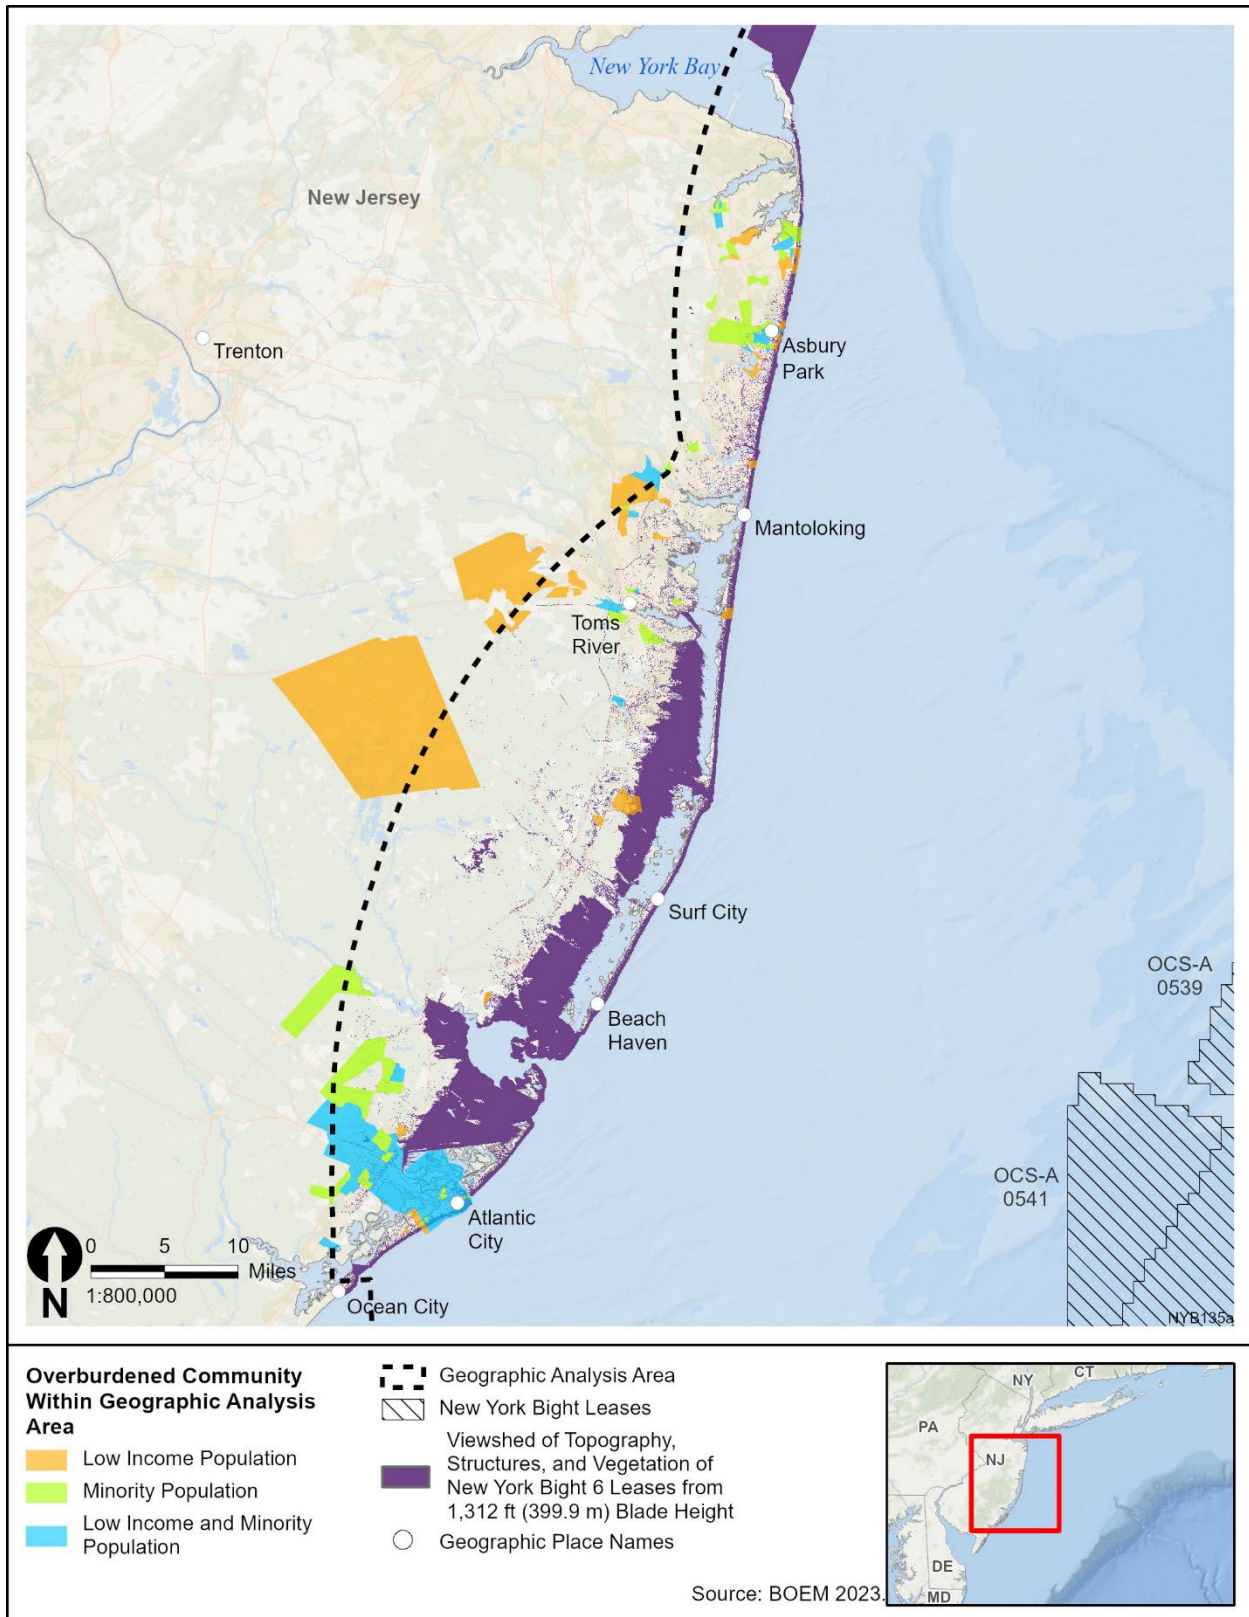 New York Bay
New Jersey
Trenton
Asbury
Park
Mantoloking
Toms
River
Surf City
OCS-A
0539
Beach
Haven
OCS-A
0541
Atlantic
City
0 5 10
Miles
1:800,000
N
Ocean City
NYB135a
Overburdened Community
Within Geographic Analysis
Area
Low Income Population
Minority Population
Low Income and Minority
Population
Geographic Analysis Area
New York Bight Leases
Viewshed of Topography,
Structures, and Vegetation of
New York Bight 6 Leases from
1,312 ft (399.9 m) Blade Height
Geographic Place Names
Source: BOEM 2023.
NY
CT
PA
NJ
DE
MD